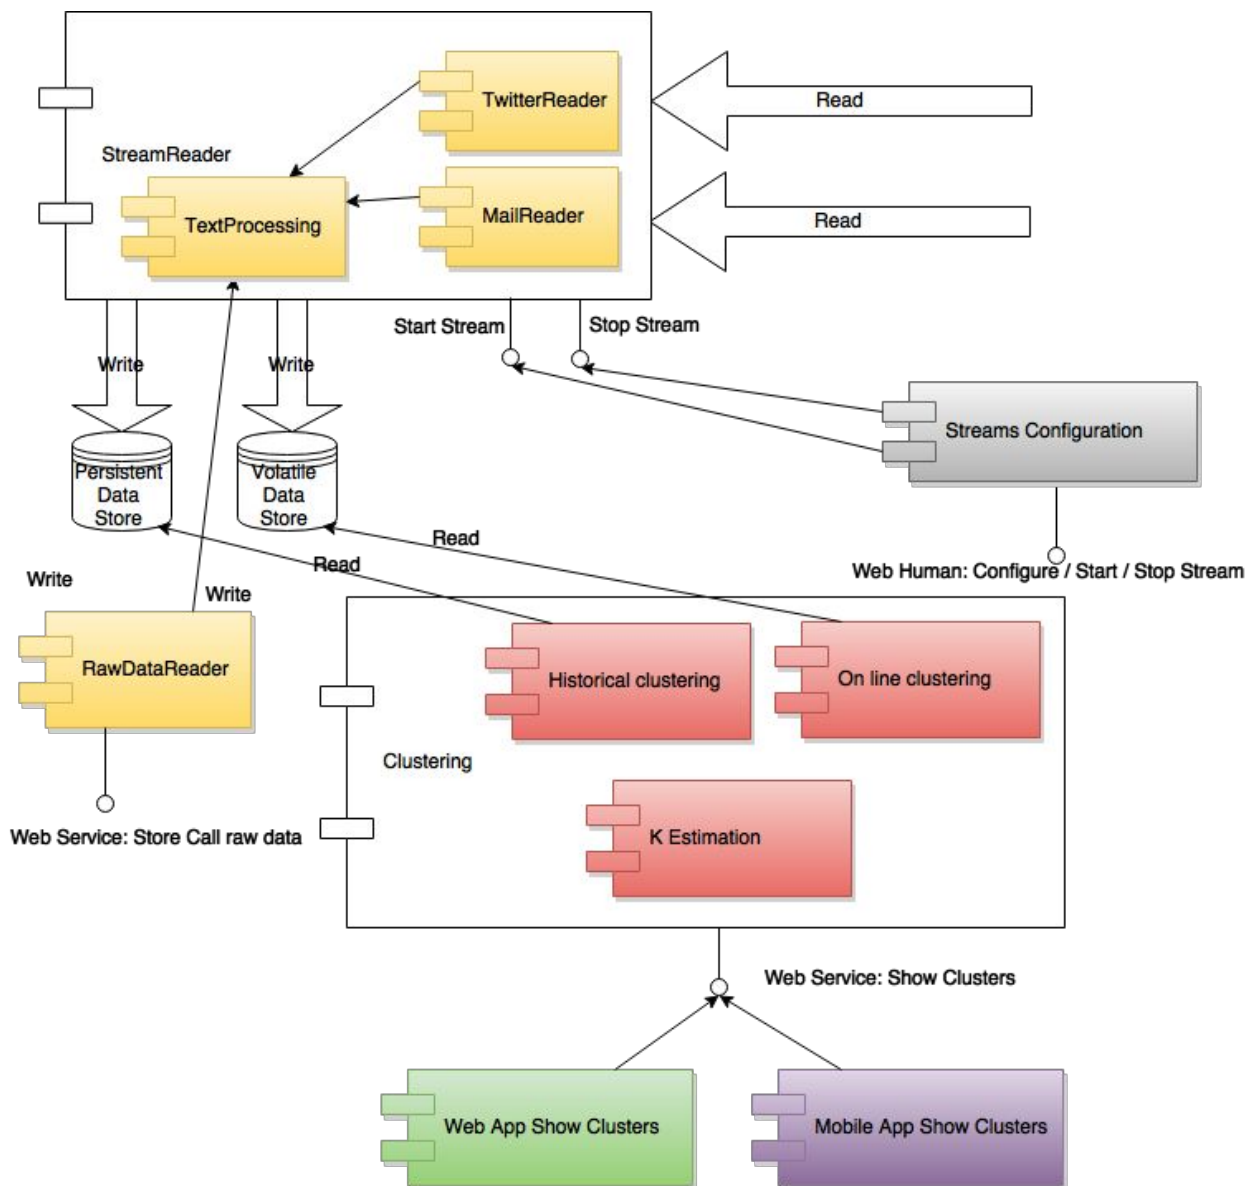 TwitterReader
Read
StreamReader
TextProcessing
MailReader
Read
Start Stream
Stop Stream
Write
Write
Streams Configuration
Persistent
Data
Store
Volatile
Data
Store
Read
Read
Web Human: Configure / Start / Stop Stream
Write
Write
RawDataReader
Historical clustering
On line clustering
Clustering
K Estimation
Web Service: Store Call raw data
Web Service: Show Clusters
Web App Show Clusters
Mobile App Show Clusters